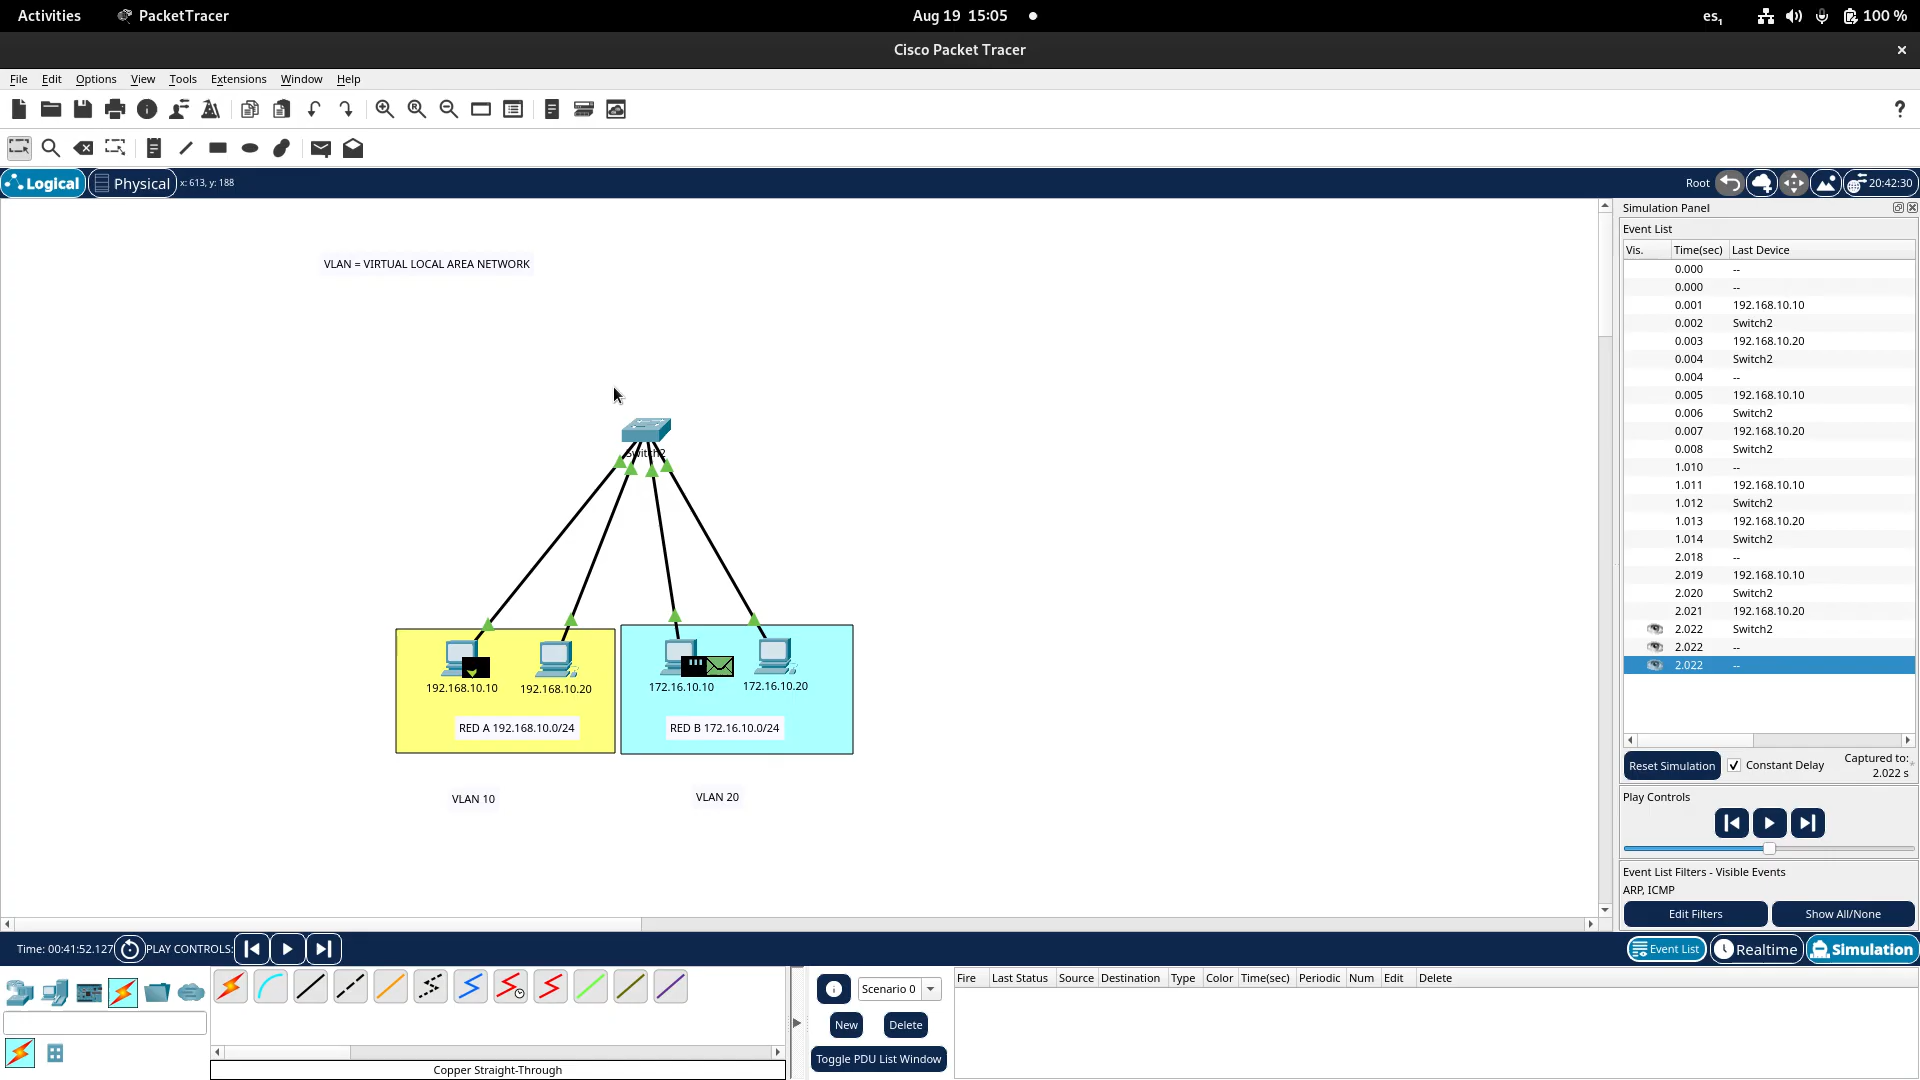 Activities PacketTracer Aug 19 15:05 es1 100 %
Cisco Packet Tracer
File Edit Options View Tools Extensions Window Help
Logical Physical x: 613, y: 188 Root 20:42:30
Simulation Panel
Event List
Vis. Time(sec) Last Device
0.000 --
0.000 --
0.001 192.168.10.10
0.002 Switch2
0.003 192.168.10.20
0.004 Switch2
0.004 --
0.005 192.168.10.10
0.006 Switch2
0.007 192.168.10.20
0.008 Switch2
1.010 --
1.011 192.168.10.10
1.012 Switch2
1.013 192.168.10.20
1.014 Switch2
2.018 --
2.019 192.168.10.10
2.020 Switch2
2.021 192.168.10.20
2.022 Switch2
2.022 --
2.022 --
VLAN = VIRTUAL LOCAL AREA NETWORK
Switch2
192.168.10.10 192.168.10.20 172.16.10.10 172.16.10.20
RED A 192.168.10.0/24 RED B 172.16.10.0/24
VLAN 10 VLAN 20
Reset Simulation Constant Delay Captured to:
2.022 s
Play Controls
Event List Filters - Visible Events
ARP, ICMP
Edit Filters Show All/None
Time: 00:41:52.127 PLAY CONTROLS: Event List Realtime Simulation
Scenario 0
New Delete
Toggle PDU List Window
Fire Last Status Source Destination Type Color Time(sec) Periodic Num Edit Delete
Copper Straight-Through